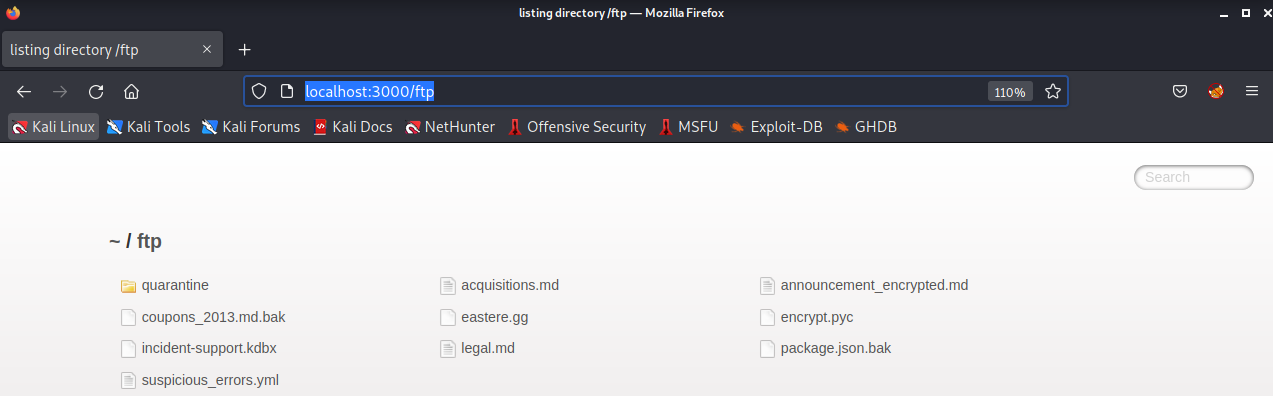 listing directory /ftp — Mozilla Firefox
listing directory /ftp
localhost:3000/ftp 110%
Kali Linux Kali Tools Kali Forums Kali Docs NetHunter Offensive Security MSFU Exploit-DB GHDB
Search
~ / ftp
quarantine acquisitions.md announcement_encrypted.md
coupons_2013.md.bak eastere.gg encrypt.pyc
incident-support.kdbx legal.md package.json.bak
suspicious_errors.yml